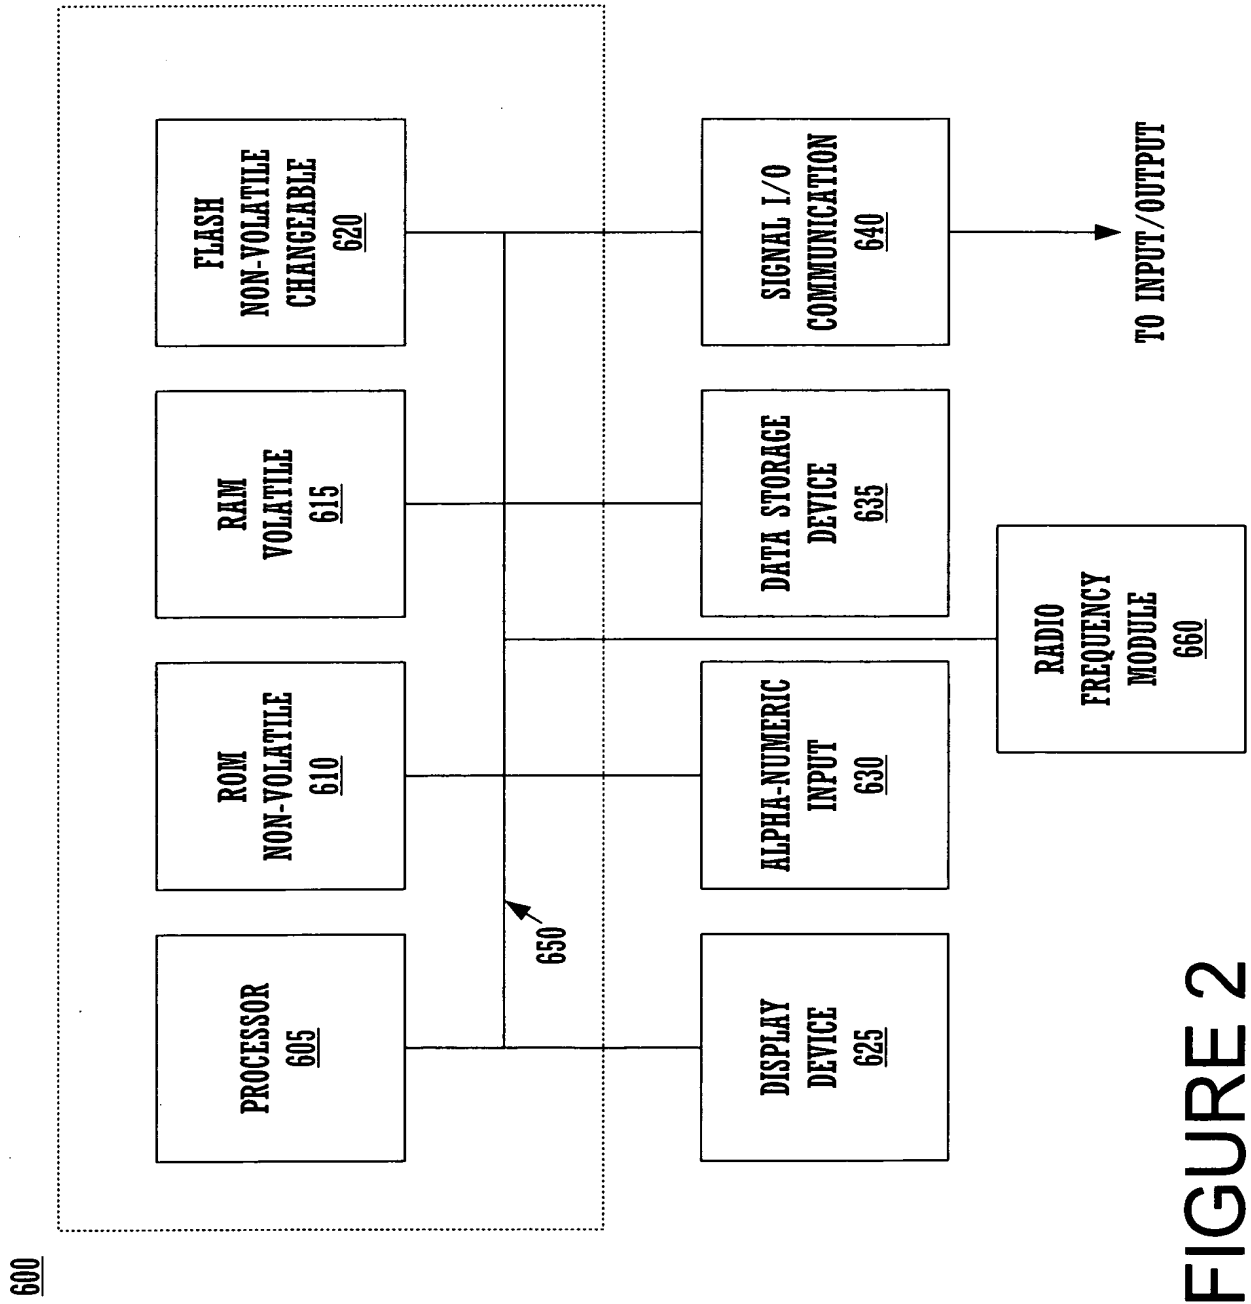 600
PROCESSOR
605
ROM
NON-VOLATILE
610
RAM
VOLATILE
615
FLASH
NON-VOLATILE
CHANGEABLE
620
650
DISPLAY
DEVICE
625
ALPHA-NUMERIC
INPUT
630
DATA STORAGE
DEVICE
635
SIGNAL I/O
COMMUNICATION
640
RADIO
FREQUENCY
MODULE
660
TO INPUT/OUTPUT
FIGURE 2